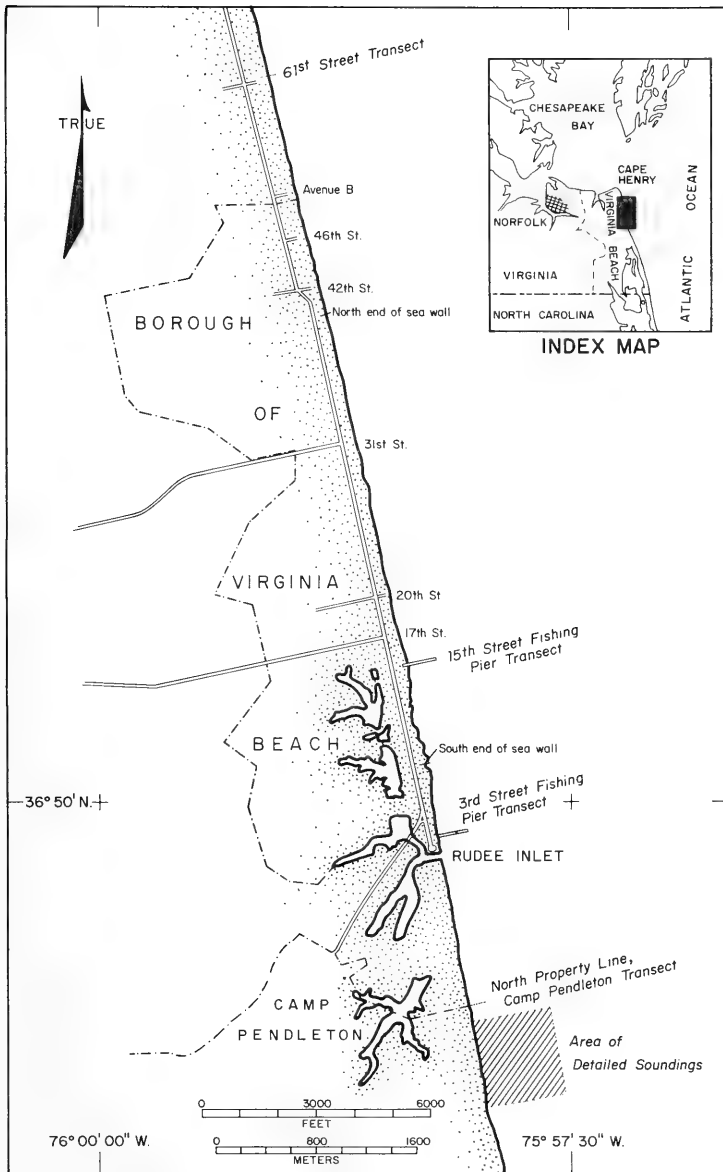 61st Street Transect
TRUE
CHESAPEAKE
BAY
CAPE
HENRY
OCEAN
NORFOLK
VIRGINIA
BEACH
ATLANTIC
VIRGINIA
NORTH CAROLINA
INDEX MAP
Avenue B
46th St.
42th St.
North end of sea wall
BOROUGH
OF
31st St.
VIRGINIA
20th St
17th St.
15th Street Fishing
Pier Transect
BEACH
South end of sea wall
36° 50' N.
3rd Street Fishing
Pier Transect
RUDEE INLET
North Property Line,
Camp Pendleton Transect
CAMP
PENDLETON
Area of
Detailed Soundings
0 3000 6000
FEET
0 800 1600
METERS
76° 00' 00" W.
75° 57' 30" W.